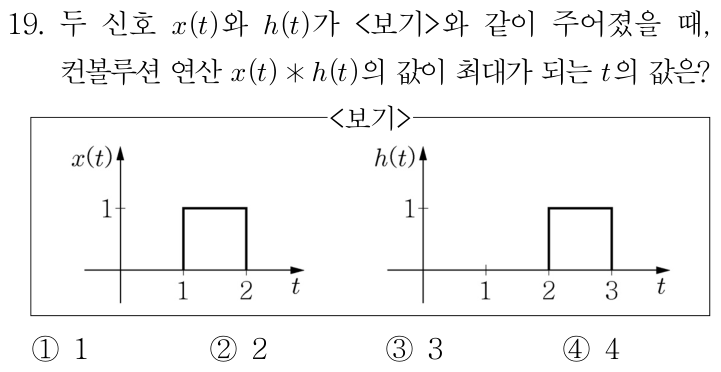 19. 두 신호 x(t)와 h(t)가 <보기>와 같이 주어졌을 때,
컨볼루션 연산 x(t)∗h(t)의 값이 최대가 되는 t의 값은?
<보기>
x(t)
1
1 2 t
h(t)
1
1 2 3 t
① 1 ② 2 ③ 3 ④ 4